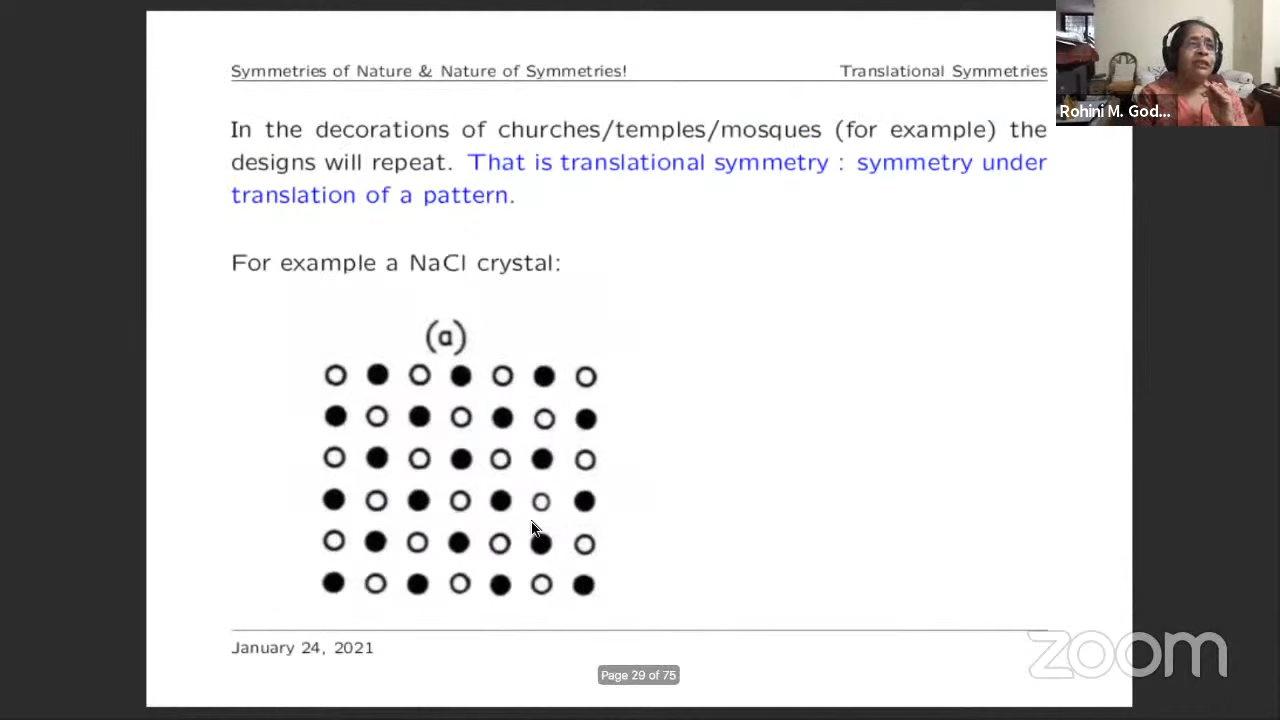 Symmetries of Nature & Nature of Symmetries! Translational Symmetries
Rohini M. God...
In the decorations of churches/temples/mosques (for example) the
designs will repeat. That is translational symmetry : symmetry under
translation of a pattern.
For example a NaCl crystal:
(a)
January 24, 2021
zoom
Page 29 of 75